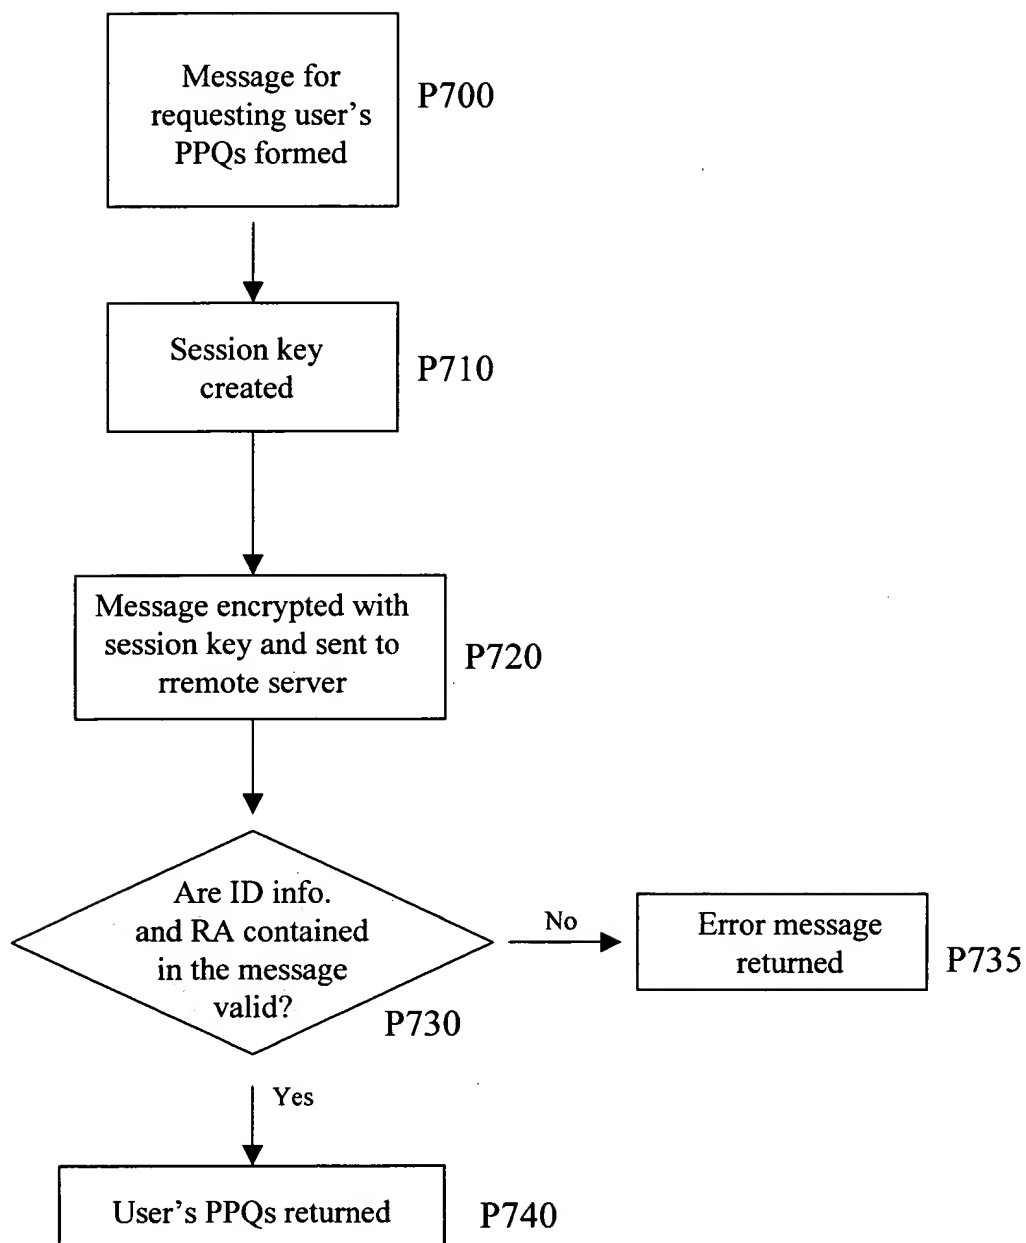 Message for
requesting user's
PPQs formed
P700
Session key
created
P710
Message encrypted with
session key and sent to
rremote server
P720
Are ID info.
and RA contained
in the message
valid?
P730
No
Error message
returned
P735
Yes
User's PPQs returned
P740